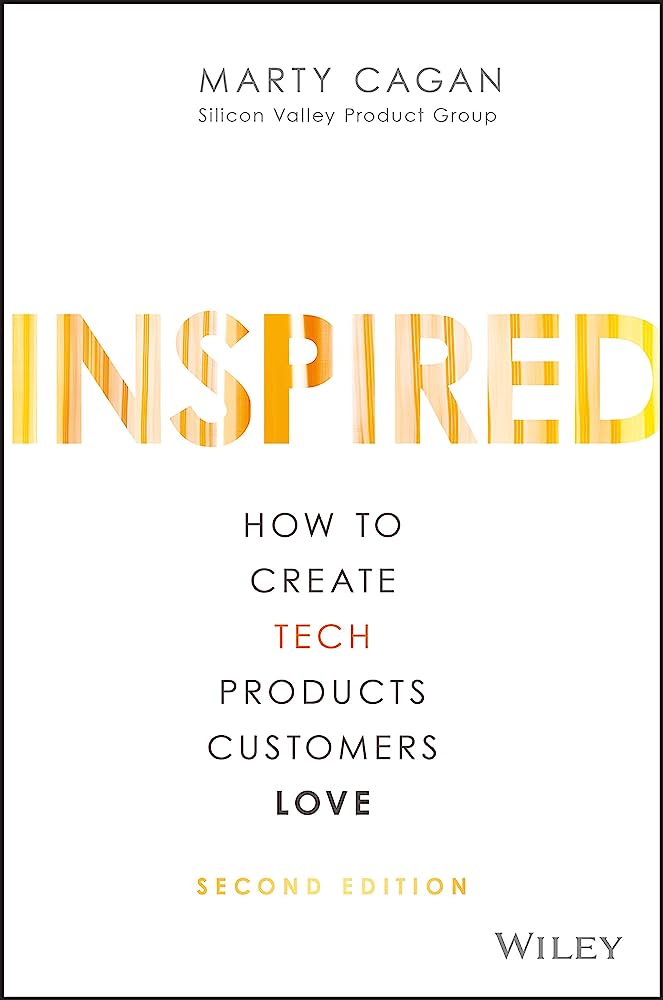 MARTY CAGAN
Silicon Valley Product Group
INSPIRED
HOW TO
CREATE
TECH
PRODUCTS
CUSTOMERS
LOVE
SECOND EDITION
WILEY